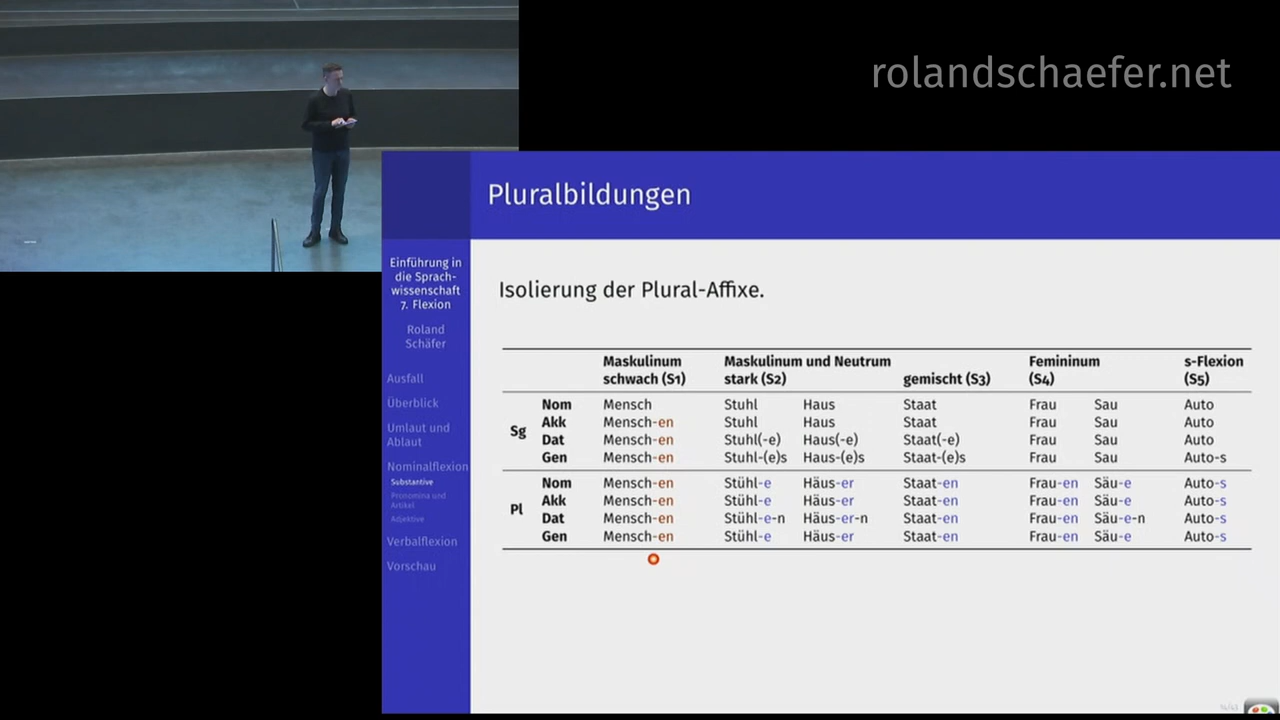 rolandschaefer.net
Pluralbildungen
Einführung in
die Sprach-
wissenschaft
7. Flexion
Roland
Schäfer
Ausfall
Überblick
Umlaut und
Ablaut
Nominalflexion
Substantive
Pronomina und
Artikel
Adjektive
Verbalflexion
Vorschau
Isolierung der Plural-Affixe.
Maskulinum Maskulinum und Neutrum Femininum s-Flexion
schwach (S1) stark (S2) gemischt (S3) (S4) (S5)
Nom Mensch Stuhl Haus Staat Frau Sau Auto
Akk Mensch-en Stuhl Haus Staat Frau Sau Auto
Sg
Dat Mensch-en Stuhl(-e) Haus(-e) Staat(-e) Frau Sau Auto
Gen Mensch-en Stuhl-(e)s Haus-(e)s Staat-(e)s Frau Sau Auto-s
Nom Mensch-en Stühl-e Häus-er Staat-en Frau-en Säu-e Auto-s
Akk Mensch-en Stühl-e Häus-er Staat-en Frau-en Säu-e Auto-s
Pl
Dat Mensch-en Stühl-e-n Häus-er-n Staat-en Frau-en Säu-e-n Auto-s
Gen Mensch-en Stühl-e Häus-er Staat-en Frau-en Säu-e Auto-s